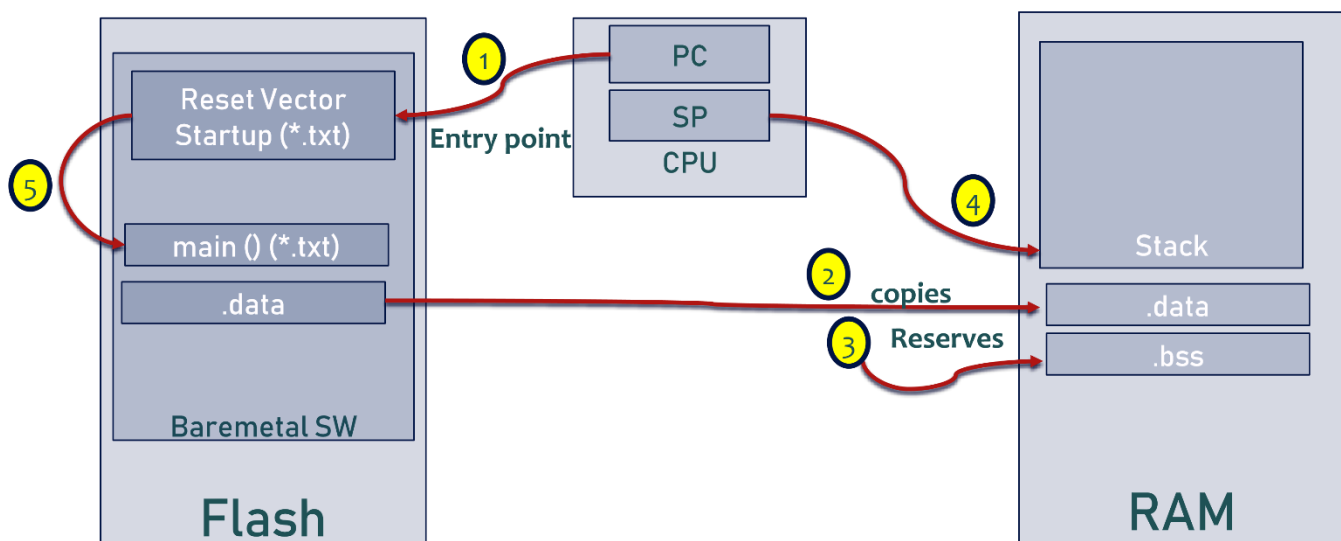 1
PC
Reset Vector
Startup (*.txt)
Entry point
SP
CPU
5
4
main () (*.txt)
Stack
.data
2
copies
.data
3
Reserves
.bss
Baremetal SW
Flash
RAM